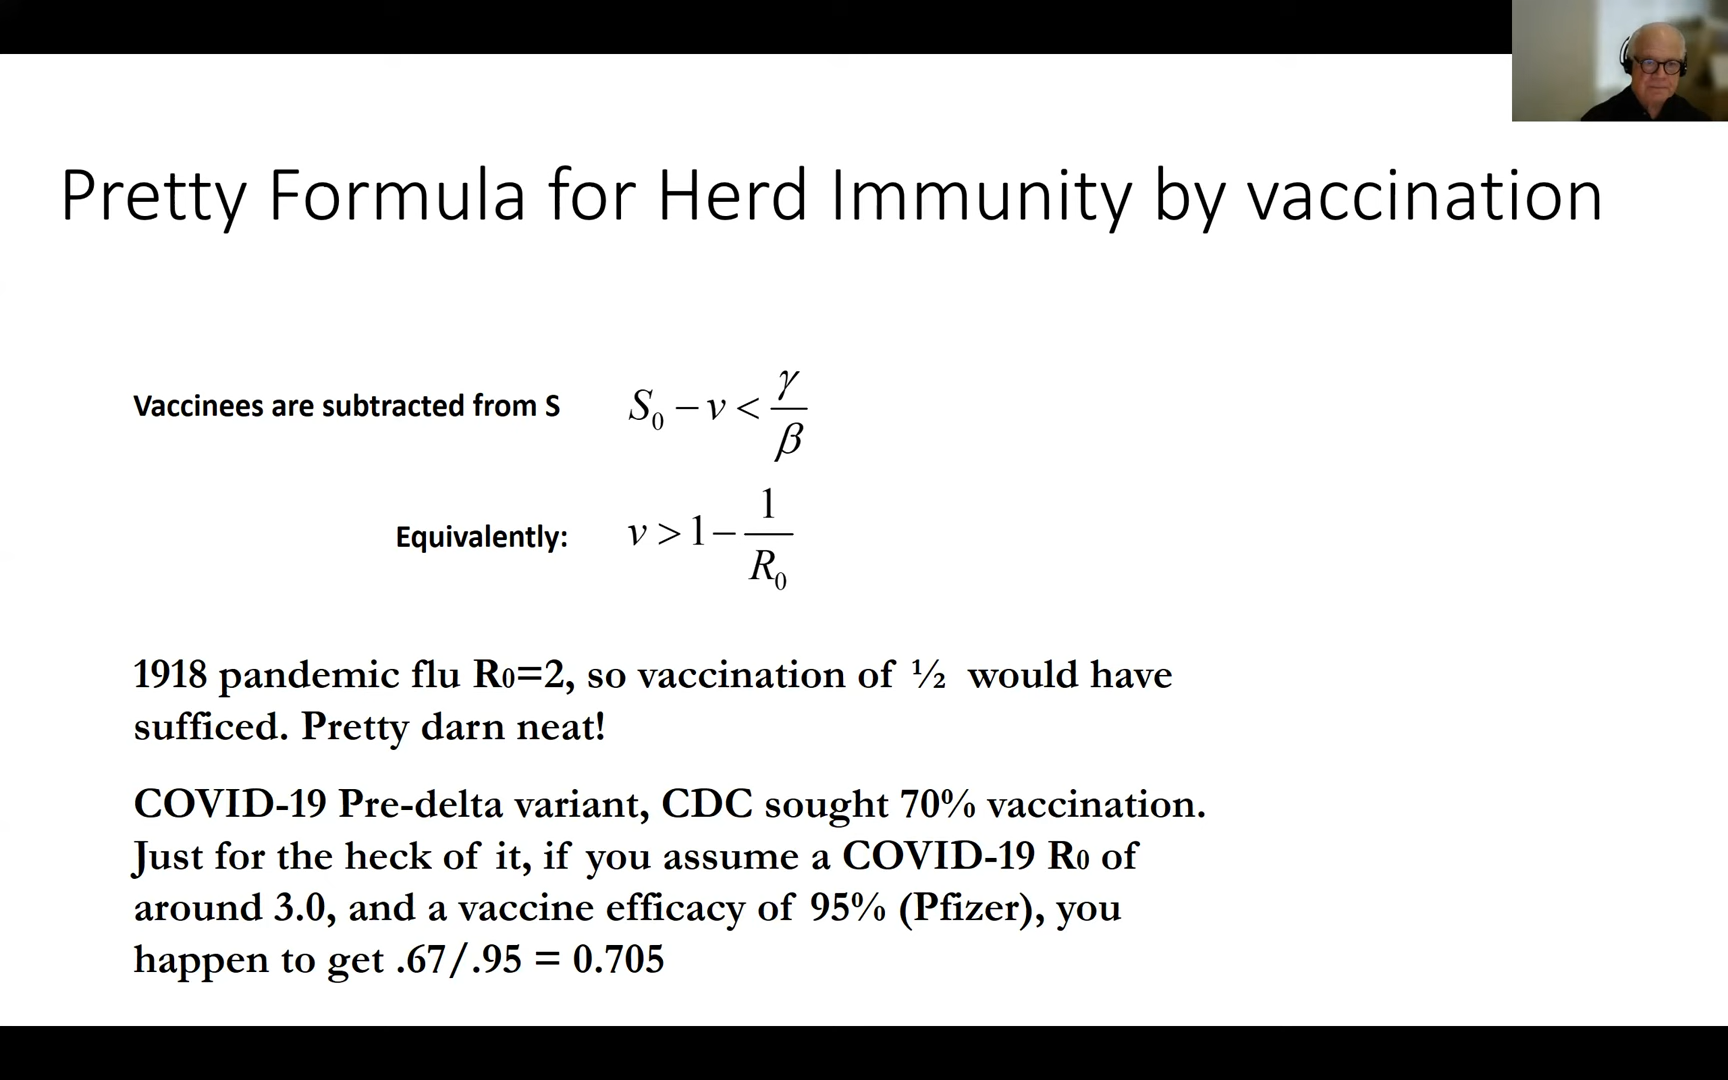 Pretty Formula for Herd Immunity by vaccination
Vaccinees are subtracted from S S₀ − v < γ/β
Equivalently: v > 1 − 1/R₀
1918 pandemic flu R₀=2, so vaccination of ½ would have
sufficed. Pretty darn neat!
COVID-19 Pre-delta variant, CDC sought 70% vaccination.
Just for the heck of it, if you assume a COVID-19 R₀ of
around 3.0, and a vaccine efficacy of 95% (Pfizer), you
happen to get .67/.95 = 0.705